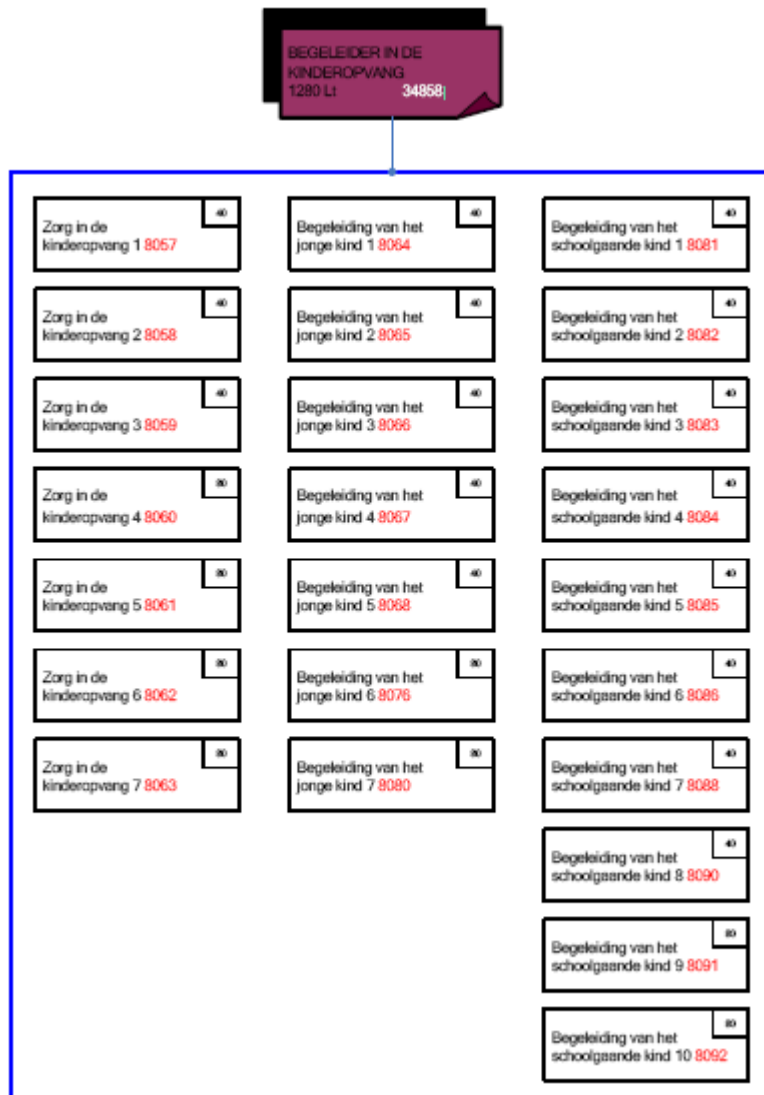 BEGELEIDER IN DE
KINDEROPVANG
1280 Lt 34858
40
Zorg in de
kinderopvang 1 8057
40
Zorg in de
kinderopvang 2 8058
40
Zorg in de
kinderopvang 3 8059
80
Zorg in de
kinderopvang 4 8060
80
Zorg in de
kinderopvang 5 8061
80
Zorg in de
kinderopvang 6 8062
80
Zorg in de
kinderopvang 7 8063
40
Begeleiding van het
jonge kind 1 8064
40
Begeleiding van het
jonge kind 2 8065
40
Begeleiding van het
jonge kind 3 8066
40
Begeleiding van het
jonge kind 4 8067
40
Begeleiding van het
jonge kind 5 8068
80
Begeleiding van het
jonge kind 6 8076
80
Begeleiding van het
jonge kind 7 8080
40
Begeleiding van het
schoolgaande kind 1 8081
40
Begeleiding van het
schoolgaande kind 2 8082
40
Begeleiding van het
schoolgaande kind 3 8083
40
Begeleiding van het
schoolgaande kind 4 8084
40
Begeleiding van het
schoolgaande kind 5 8085
40
Begeleiding van het
schoolgaande kind 6 8086
40
Begeleiding van het
schoolgaande kind 7 8088
40
Begeleiding van het
schoolgaande kind 8 8090
80
Begeleiding van het
schoolgaande kind 9 8091
80
Begeleiding van het
schoolgaande kind 10 8092